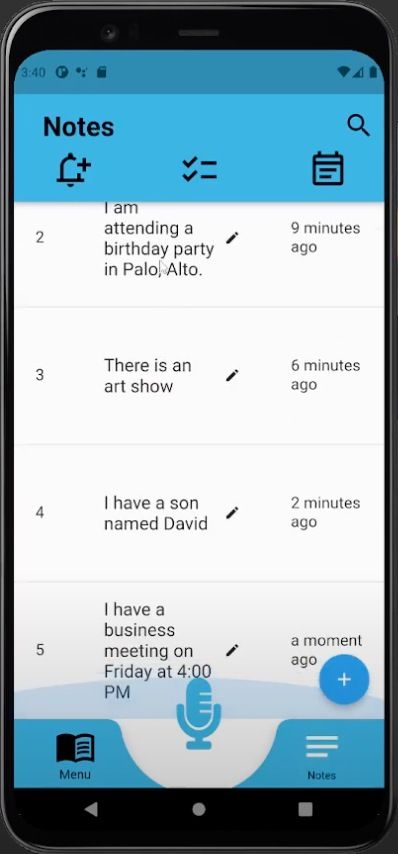 3:40
Notes
2
I am
attending a
birthday party
in Palo, Alto.
9 minutes
ago
3
There is an
art show
6 minutes
ago
4
I have a son
named David
2 minutes
ago
5
I have a
business
meeting on
Friday at 4:00
PM
a moment
ago
+
Menu
Notes